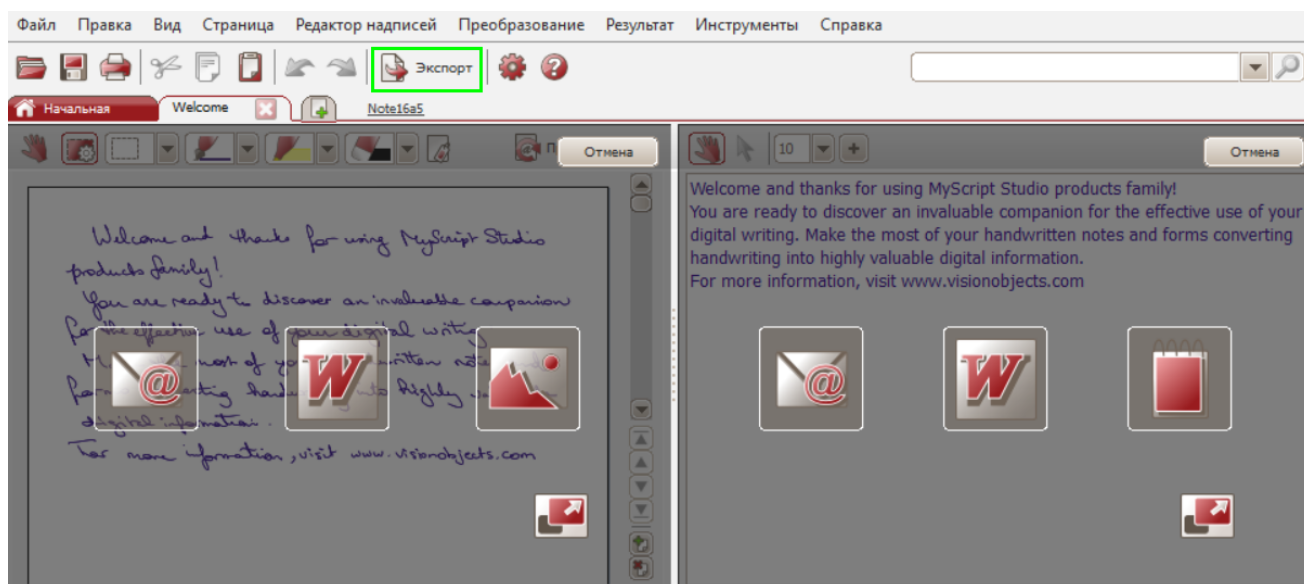 Файл Правка Вид Страница Редактор надписей Преобразование Результат Инструменты Справка
Экспорт
Начальная Welcome Note16a5
П Отмена 10 Отмена
Welcome and thanks for using MyScript Studio
products family!
You are ready to discover an invaluable companion
for the effective use of your digital writing
most of
written
digital information.
For more information, visit www.visionobjects.com
Welcome and thanks for using MyScript Studio products family!
You are ready to discover an invaluable companion for the effective use of your
digital writing. Make the most of your handwritten notes and forms converting
handwriting into highly valuable digital information.
For more information, visit www.visionobjects.com